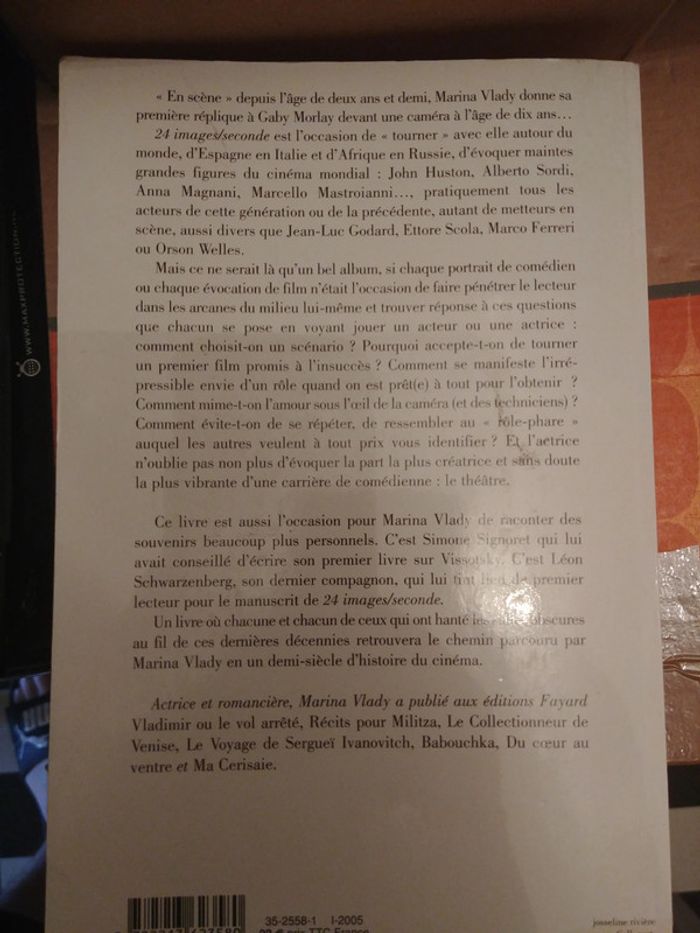 « En scène » depuis l'âge de deux ans et demi, Marina Vlady donne sa
première réplique à Gaby Morlay devant une caméra à l'âge de dix ans…
24 images/seconde est l'occasion de « tourner » avec elle autour du
monde, d'Espagne en Italie et d'Afrique en Russie, d'évoquer maintes
grandes figures du cinéma mondial : John Huston, Alberto Sordi,
Anna Magnani, Marcello Mastroianni…, pratiquement tous les
acteurs de cette génération ou de la précédente, autant de metteurs en
scène, aussi divers que Jean-Luc Godard, Ettore Scola, Marco Ferreri
ou Orson Welles.
Mais ce ne serait là qu'un bel album, si chaque portrait de comédien
ou chaque évocation de film n'était l'occasion de faire pénétrer le lecteur
dans les arcanes du milieu lui-même et trouver réponse à ces questions
que chacun se pose en voyant jouer un acteur ou une actrice :
comment choisit-on un scénario ? Pourquoi accepte-t-on de tourner
un premier film promis à l'insuccès ? Comment se manifeste l'irré-
pressible envie d'un rôle quand on est prêt(e) à tout pour l'obtenir ?
Comment mime-t-on l'amour sous l'œil de la caméra (et des techniciens) ?
Comment évite-t-on de se répéter, de ressembler au « rôle-phare »
auquel les autres veulent à tout prix vous identifier ? Et l'actrice
n'oublie pas non plus d'évoquer la part la plus créatrice et sans doute
la plus vibrante d'une carrière de comédienne : le théâtre.
Ce livre est aussi l'occasion pour Marina Vlady de raconter des
souvenirs beaucoup plus personnels. C'est Simone Signoret qui lui
avait conseillé d'écrire son premier livre sur Vissotsky. C'est Léon
Schwarzenberg, son dernier compagnon, qui lui tint lieu de premier
lecteur pour le manuscrit de 24 images/seconde.
Un livre où chacune et chacun de ceux qui ont hanté les obscures
au fil de ces dernières décennies retrouvera le chemin parcouru par
Marina Vlady en un demi-siècle d'histoire du cinéma.
Actrice et romancière, Marina Vlady a publié aux éditions Fayard
Vladimir ou le vol arrêté, Récits pour Militza, Le Collectionneur de
Venise, Le Voyage de Sergueï Ivanovitch, Babouchka, Du cœur au
ventre et Ma Cerisaie.
35-2558-1 I-2005
josseline rivière
WWW.MAXPROTECTION